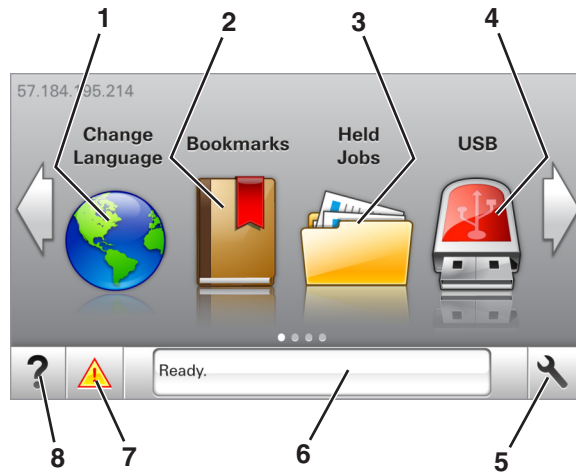 1 2 3 4
57.184.195.214
Change
Language
Bookmarks
Held
Jobs
USB
?
Ready.
8 7 6 5